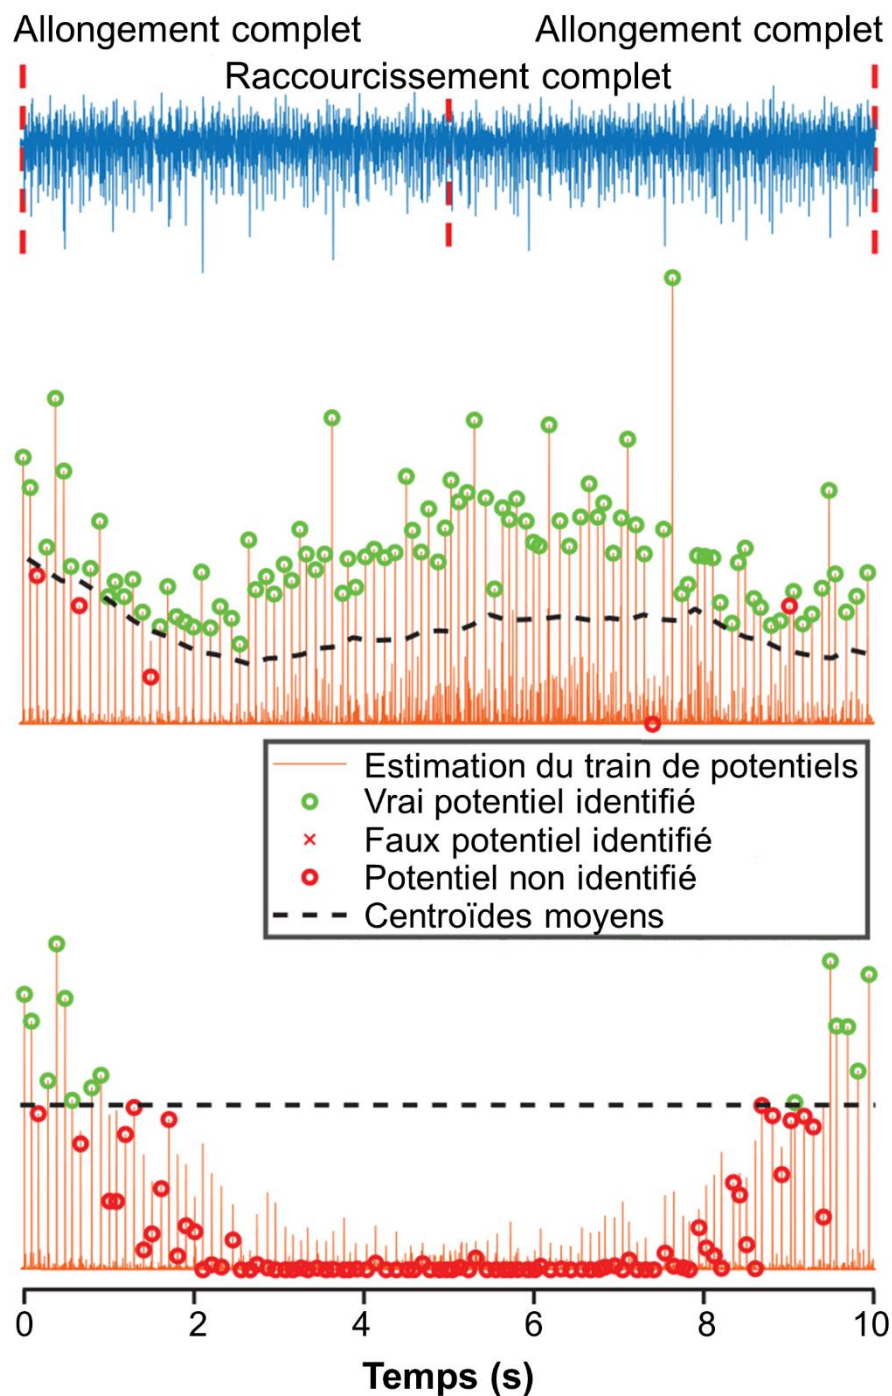 Allongement complet
Allongement complet
Raccourcissement complet
Estimation du train de potentiels
Vrai potentiel identifié
Faux potentiel identifié
Potentiel non identifié
Centroïdes moyens
0 2 4 6 8 10
Temps (s)